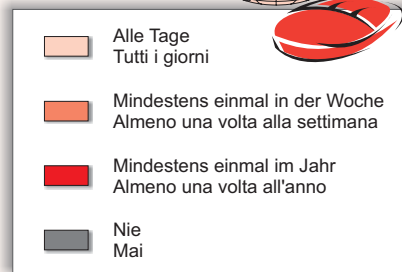 Alle Tage
Tutti i giorni
Mindestens einmal in der Woche
Almeno una volta alla settimana
Mindestens einmal im Jahr
Almeno una volta all'anno
Nie
Mai